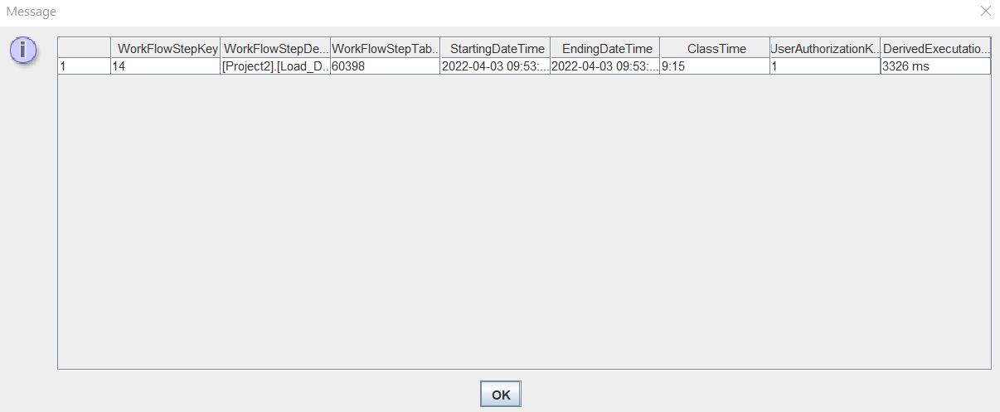 Message
WorkFlowStepKey WorkFlowStepDe... WorkFlowStepTab.. StartingDateTime EndingDateTime ClassTime UserAuthorizationK... DerivedExecutatio...
1 14 [Project2].[Load_D... 60398 2022-04-03 09:53:... 2022-04-03 09:53:... 9:15 1 3326 ms
OK